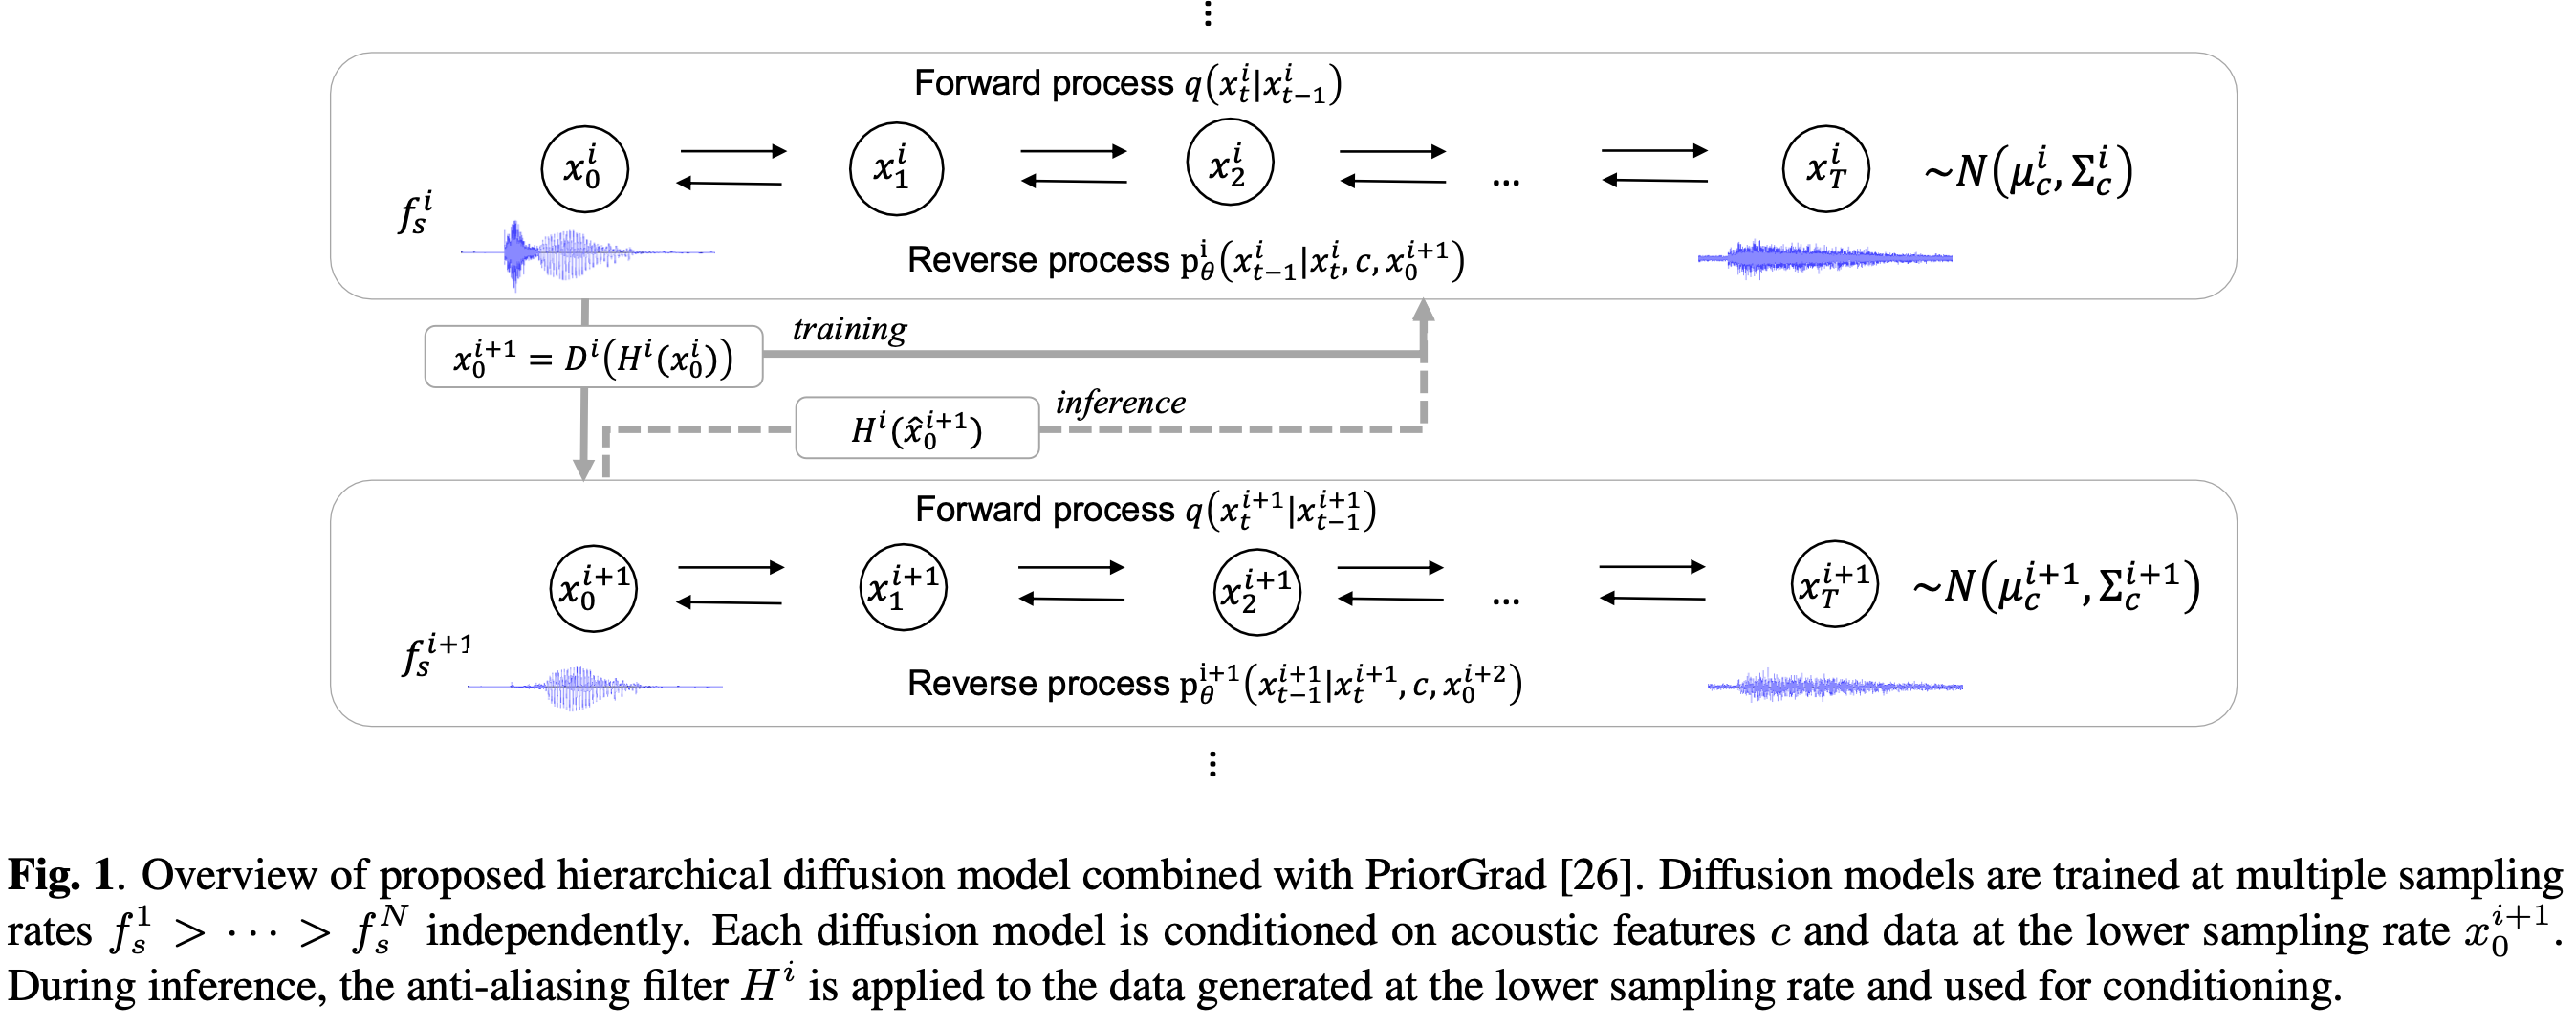 ⋮
Forward process $q(x_t^i|x_{t-1}^i)$
$x_0^i$ $x_1^i$ $x_2^i$ ... $x_T^i$ $\sim N(\mu_c^i, \Sigma_c^i)$
$f_s^i$
Reverse process $p_\theta^i(x_{t-1}^i|x_t^i, c, x_0^{i+1})$
training
$x_0^{i+1} = D^i(H^i(x_0^i))$
inference
$H^i(\hat{x}_0^{i+1})$
Forward process $q(x_t^{i+1}|x_{t-1}^{i+1})$
$x_0^{i+1}$ $x_1^{i+1}$ $x_2^{i+1}$ ... $x_T^{i+1}$ $\sim N(\mu_c^{i+1}, \Sigma_c^{i+1})$
$f_s^{i+1}$
Reverse process $p_\theta^{i+1}(x_{t-1}^{i+1}|x_t^{i+1}, c, x_0^{i+2})$
⋮
Fig. 1. Overview of proposed hierarchical diffusion model combined with PriorGrad [26]. Diffusion models are trained at multiple sampling
rates $f_s^1 > \cdots > f_s^N$ independently. Each diffusion model is conditioned on acoustic features $c$ and data at the lower sampling rate $x_0^{i+1}$.
During inference, the anti-aliasing filter $H^i$ is applied to the data generated at the lower sampling rate and used for conditioning.